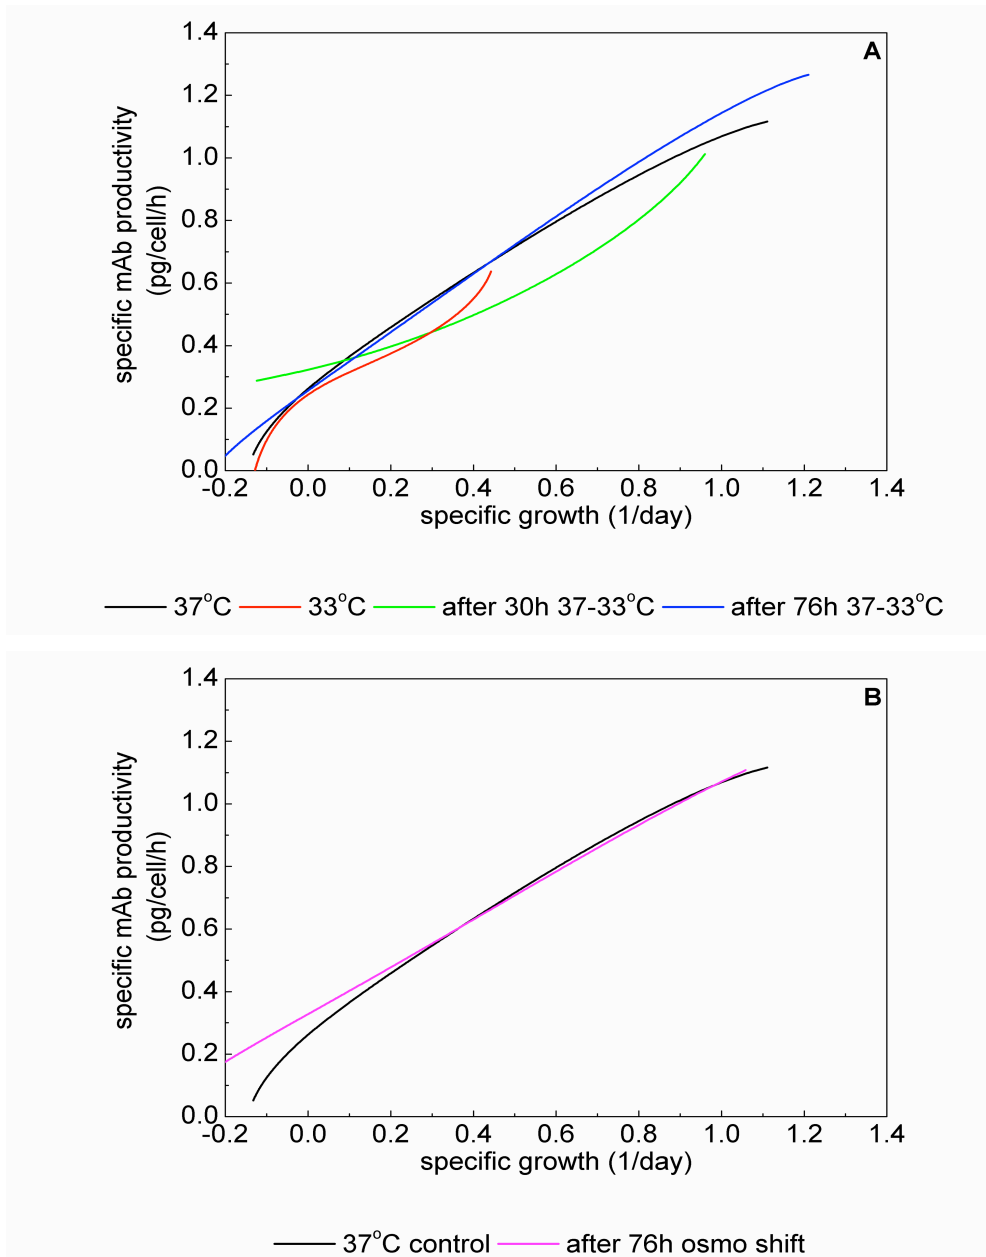 A
specific mAb productivity
(pg/cell/h)
1.4
1.2
1.0
0.8
0.6
0.4
0.2
0.0
-0.2 0.0 0.2 0.4 0.6 0.8 1.0 1.2 1.4
specific growth (1/day)
37°C 33°C after 30h 37-33°C after 76h 37-33°C
B
specific mAb productivity
(pg/cell/h)
1.4
1.2
1.0
0.8
0.6
0.4
0.2
0.0
-0.2 0.0 0.2 0.4 0.6 0.8 1.0 1.2 1.4
specific growth (1/day)
37°C control after 76h osmo shift